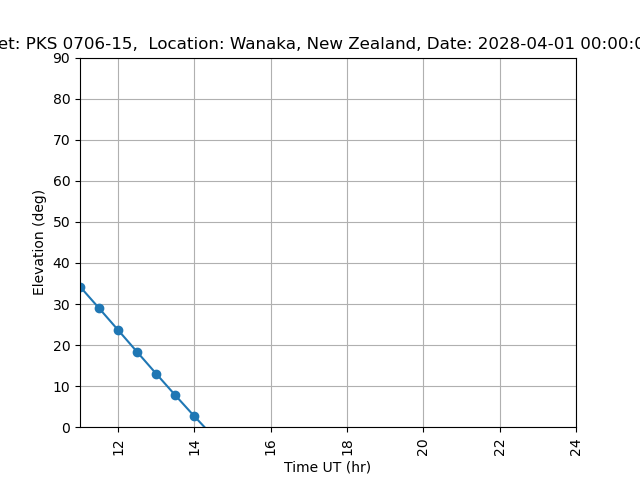 et: PKS 0706-15,  Location: Wanaka, New Zealand, Date: 2028-04-01 00:00:0
90
80
70
60
50
40
30
20
10
0
Elevation (deg)
12 14 16 18 20 22 24
Time UT (hr)